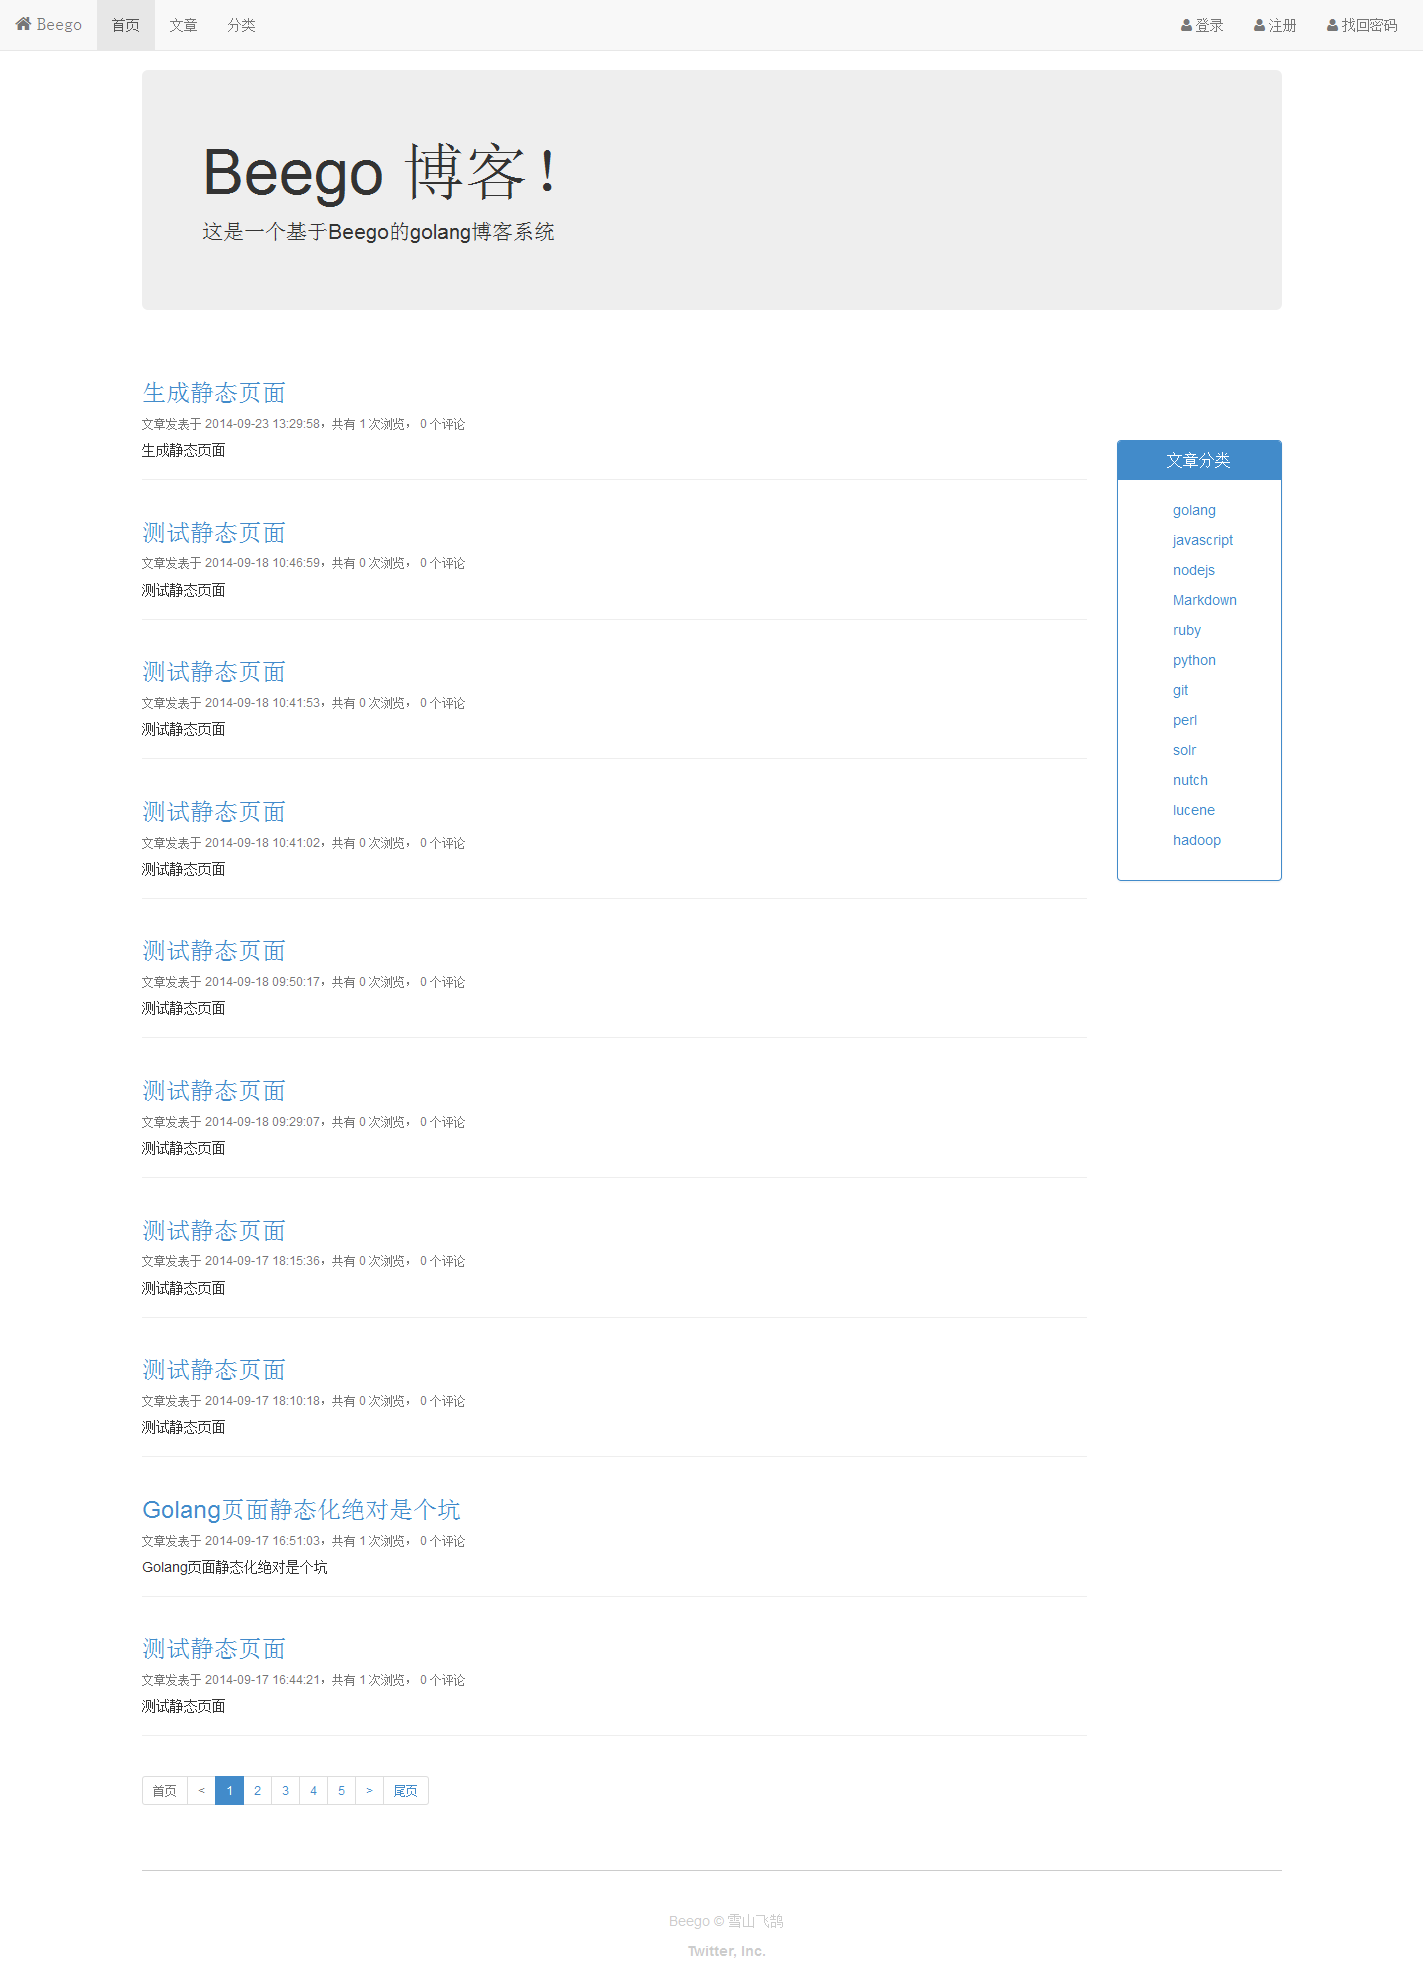 Beego 首页 文章 分类 登录 注册 找回密码
Beego 博客！
这是一个基于Beego的golang博客系统
生成静态页面
文章发表于 2014-09-23 13:29:58，共有 1 次浏览， 0 个评论
生成静态页面
测试静态页面
文章发表于 2014-09-18 10:46:59，共有 0 次浏览， 0 个评论
测试静态页面
测试静态页面
文章发表于 2014-09-18 10:41:53，共有 0 次浏览， 0 个评论
测试静态页面
测试静态页面
文章发表于 2014-09-18 10:41:02，共有 0 次浏览， 0 个评论
测试静态页面
测试静态页面
文章发表于 2014-09-18 09:50:17，共有 0 次浏览， 0 个评论
测试静态页面
测试静态页面
文章发表于 2014-09-18 09:29:07，共有 0 次浏览， 0 个评论
测试静态页面
测试静态页面
文章发表于 2014-09-17 18:15:36，共有 0 次浏览， 0 个评论
测试静态页面
测试静态页面
文章发表于 2014-09-17 18:10:18，共有 0 次浏览， 0 个评论
测试静态页面
Golang页面静态化绝对是个坑
文章发表于 2014-09-17 16:51:03，共有 1 次浏览， 0 个评论
Golang页面静态化绝对是个坑
测试静态页面
文章发表于 2014-09-17 16:44:21，共有 1 次浏览， 0 个评论
测试静态页面
首页 < 1 2 3 4 5 > 尾页
文章分类
golang
javascript
nodejs
Markdown
ruby
python
git
perl
solr
nutch
lucene
hadoop
Beego © 雪山飞鹄
Twitter, Inc.